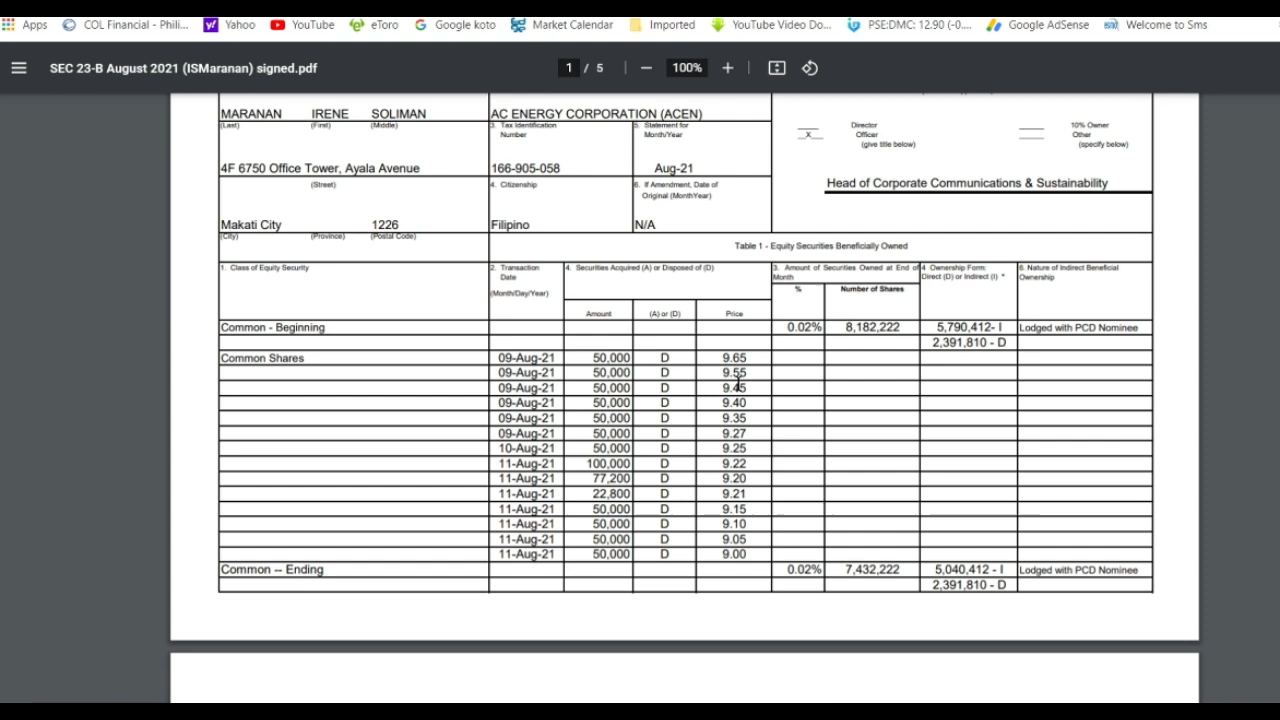 Apps COL Financial - Phili... Yahoo YouTube eToro Google koto Market Calendar Imported YouTube Video Do... PSE:DMC: 12.90 (-0.... Google AdSense Welcome to Sms
SEC 23-B August 2021 (ISMaranan) signed.pdf 1 / 5 100%
MARANAN IRENE SOLIMAN AC ENERGY CORPORATION (ACEN)
(Last) (First) (Middle) 3. Tax Identification Number 5. Statement for Month/Year Director 10% Owner
X Officer Other
(give title below) (specify below)
4F 6750 Office Tower, Ayala Avenue 166-905-058 Aug-21
(Street) 4. Citizenship 6. If Amendment, Date of Original (MonthYear) Head of Corporate Communications & Sustainability
Makati City 1226 Filipino N/A
(City) (Province) (Postal Code)
Table 1 - Equity Securities Beneficially Owned
1. Class of Equity Security 2. Transaction Date (Month/Day/Year) 4. Securities Acquired (A) or Disposed of (D) 3. Amount of Securities Owned at End of Month 4 Ownership Form: Direct (D) or Indirect (I) * 6. Nature of Indirect Beneficial Ownership
% Number of Shares
Amount (A) or (D) Price
Common - Beginning 0.02% 8,182,222 5,790,412- I Lodged with PCD Nominee
2,391,810 - D
Common Shares 09-Aug-21 50,000 D 9.65
09-Aug-21 50,000 D 9.55
09-Aug-21 50,000 D 9.45
09-Aug-21 50,000 D 9.40
09-Aug-21 50,000 D 9.35
09-Aug-21 50,000 D 9.27
10-Aug-21 50,000 D 9.25
11-Aug-21 100,000 D 9.22
11-Aug-21 77,200 D 9.20
11-Aug-21 22,800 D 9.21
11-Aug-21 50,000 D 9.15
11-Aug-21 50,000 D 9.10
11-Aug-21 50,000 D 9.05
11-Aug-21 50,000 D 9.00
Common -- Ending 0.02% 7,432,222 5,040,412 - I Lodged with PCD Nominee
2,391,810 - D